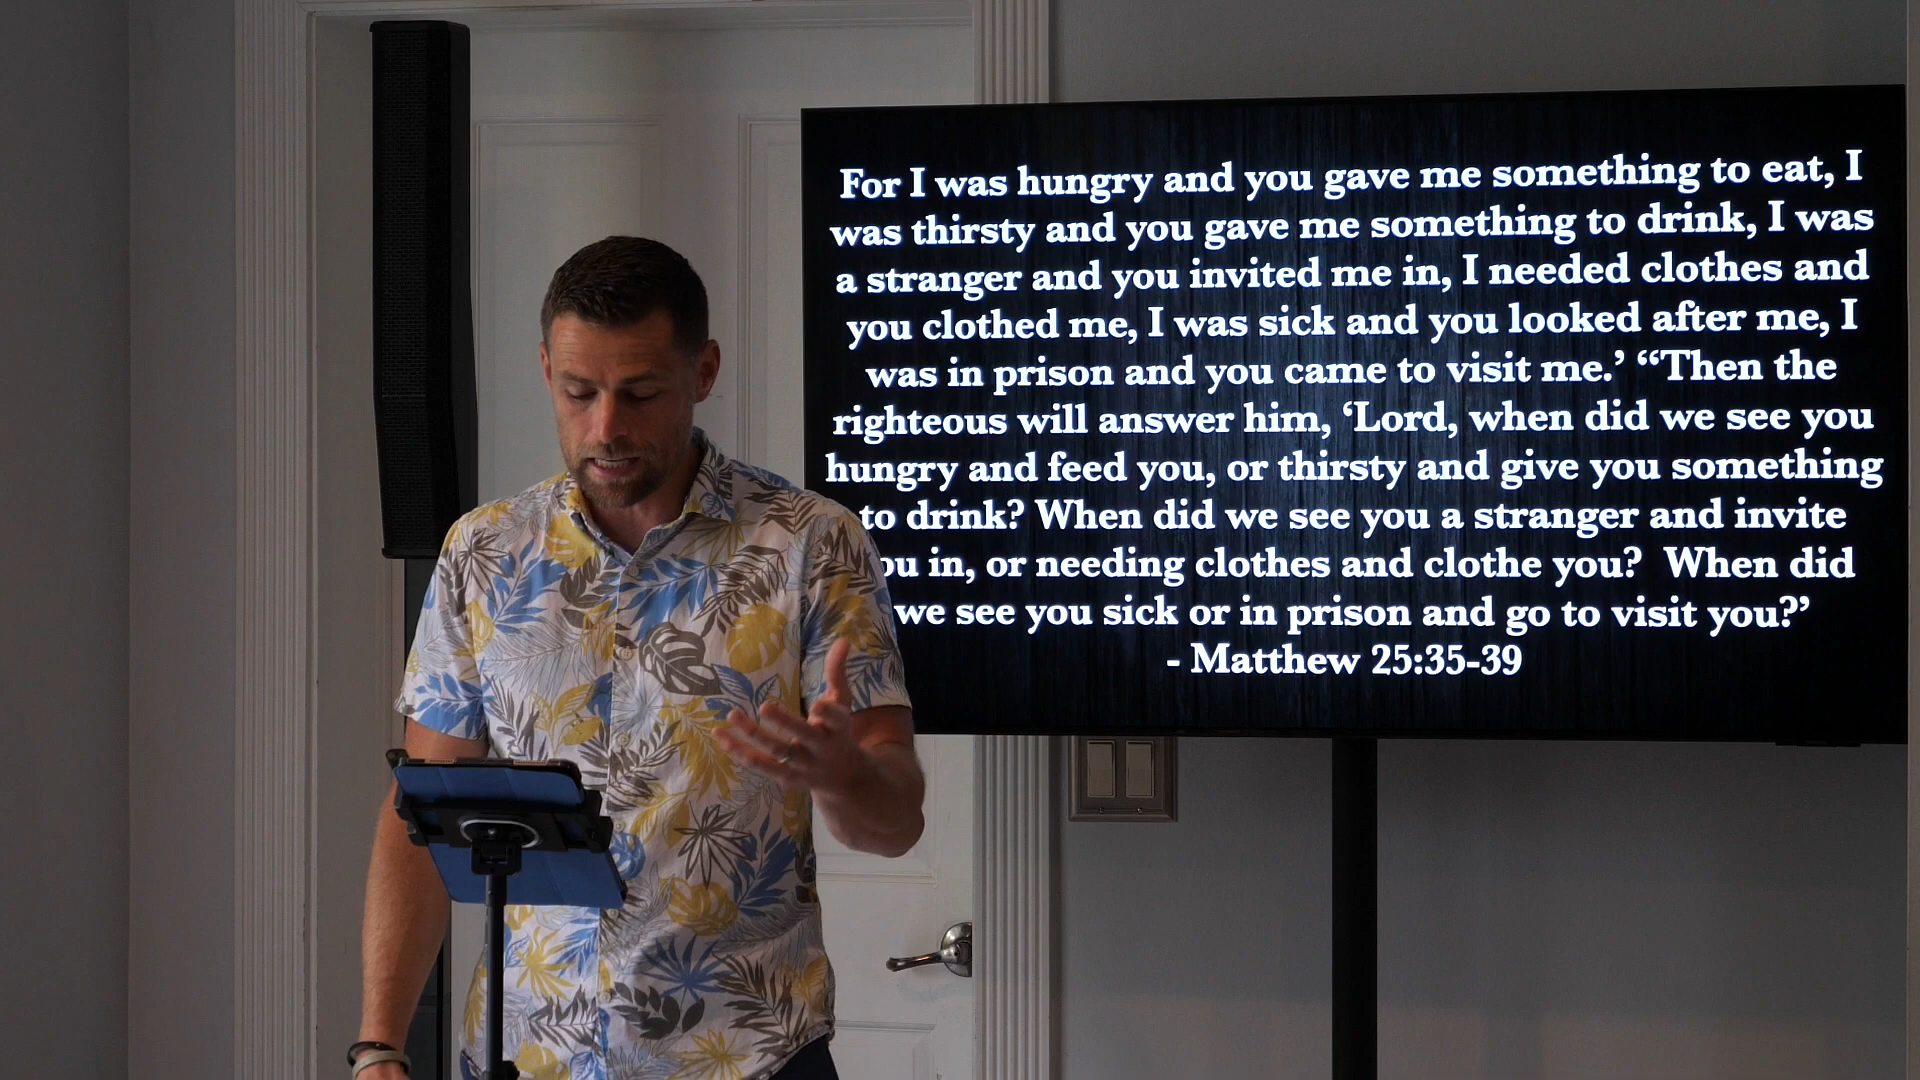 For I was hungry and you gave me something to eat, I
was thirsty and you gave me something to drink, I was
a stranger and you invited me in, I needed clothes and
you clothed me, I was sick and you looked after me, I
was in prison and you came to visit me.’ “Then the
righteous will answer him, ‘Lord, when did we see you
hungry and feed you, or thirsty and give you something
to drink? When did we see you a stranger and invite
ou in, or needing clothes and clothe you? When did
we see you sick or in prison and go to visit you?’
- Matthew 25:35-39